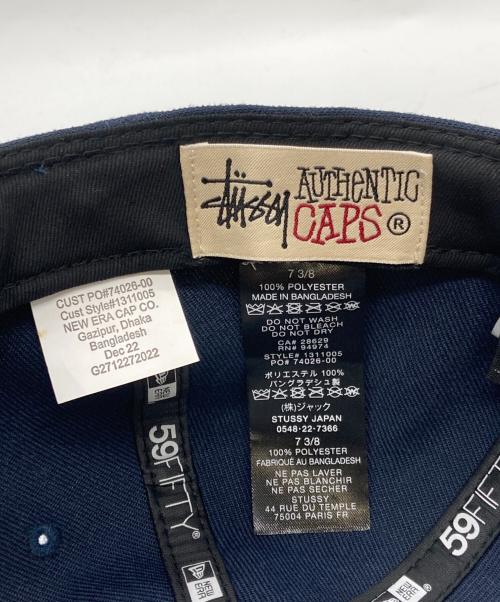 Stüssy AUTHENTIC
CAPS ®
CUST PO#74026-00
Cust Style#1311005
NEW ERA CAP CO.
Gazipur, Dhaka
Bangladesh
Dec 22
G2712272022
7 3/8
100% POLYESTER
MADE IN BANGLADESH
DO NOT WASH
DO NOT BLEACH
DO NOT DRY
CA# 28629
RN# 94974
STYLE# 1311005
PO# 74026-00
ポリエステル 100%
バングラデシュ製
(株)ジャック
STUSSY JAPAN
0548-22-7366
7 3/8
100% POLYESTER
FABRIQUÉ AU BANGLADESH
NE PAS LAVER
NE PAS BLANCHIR
NE PAS SECHER
STUSSY
44 RUE DU TEMPLE
75004 PARIS FR
59FIFTY®
NEW ERA
59FIFTY
NEW ERA